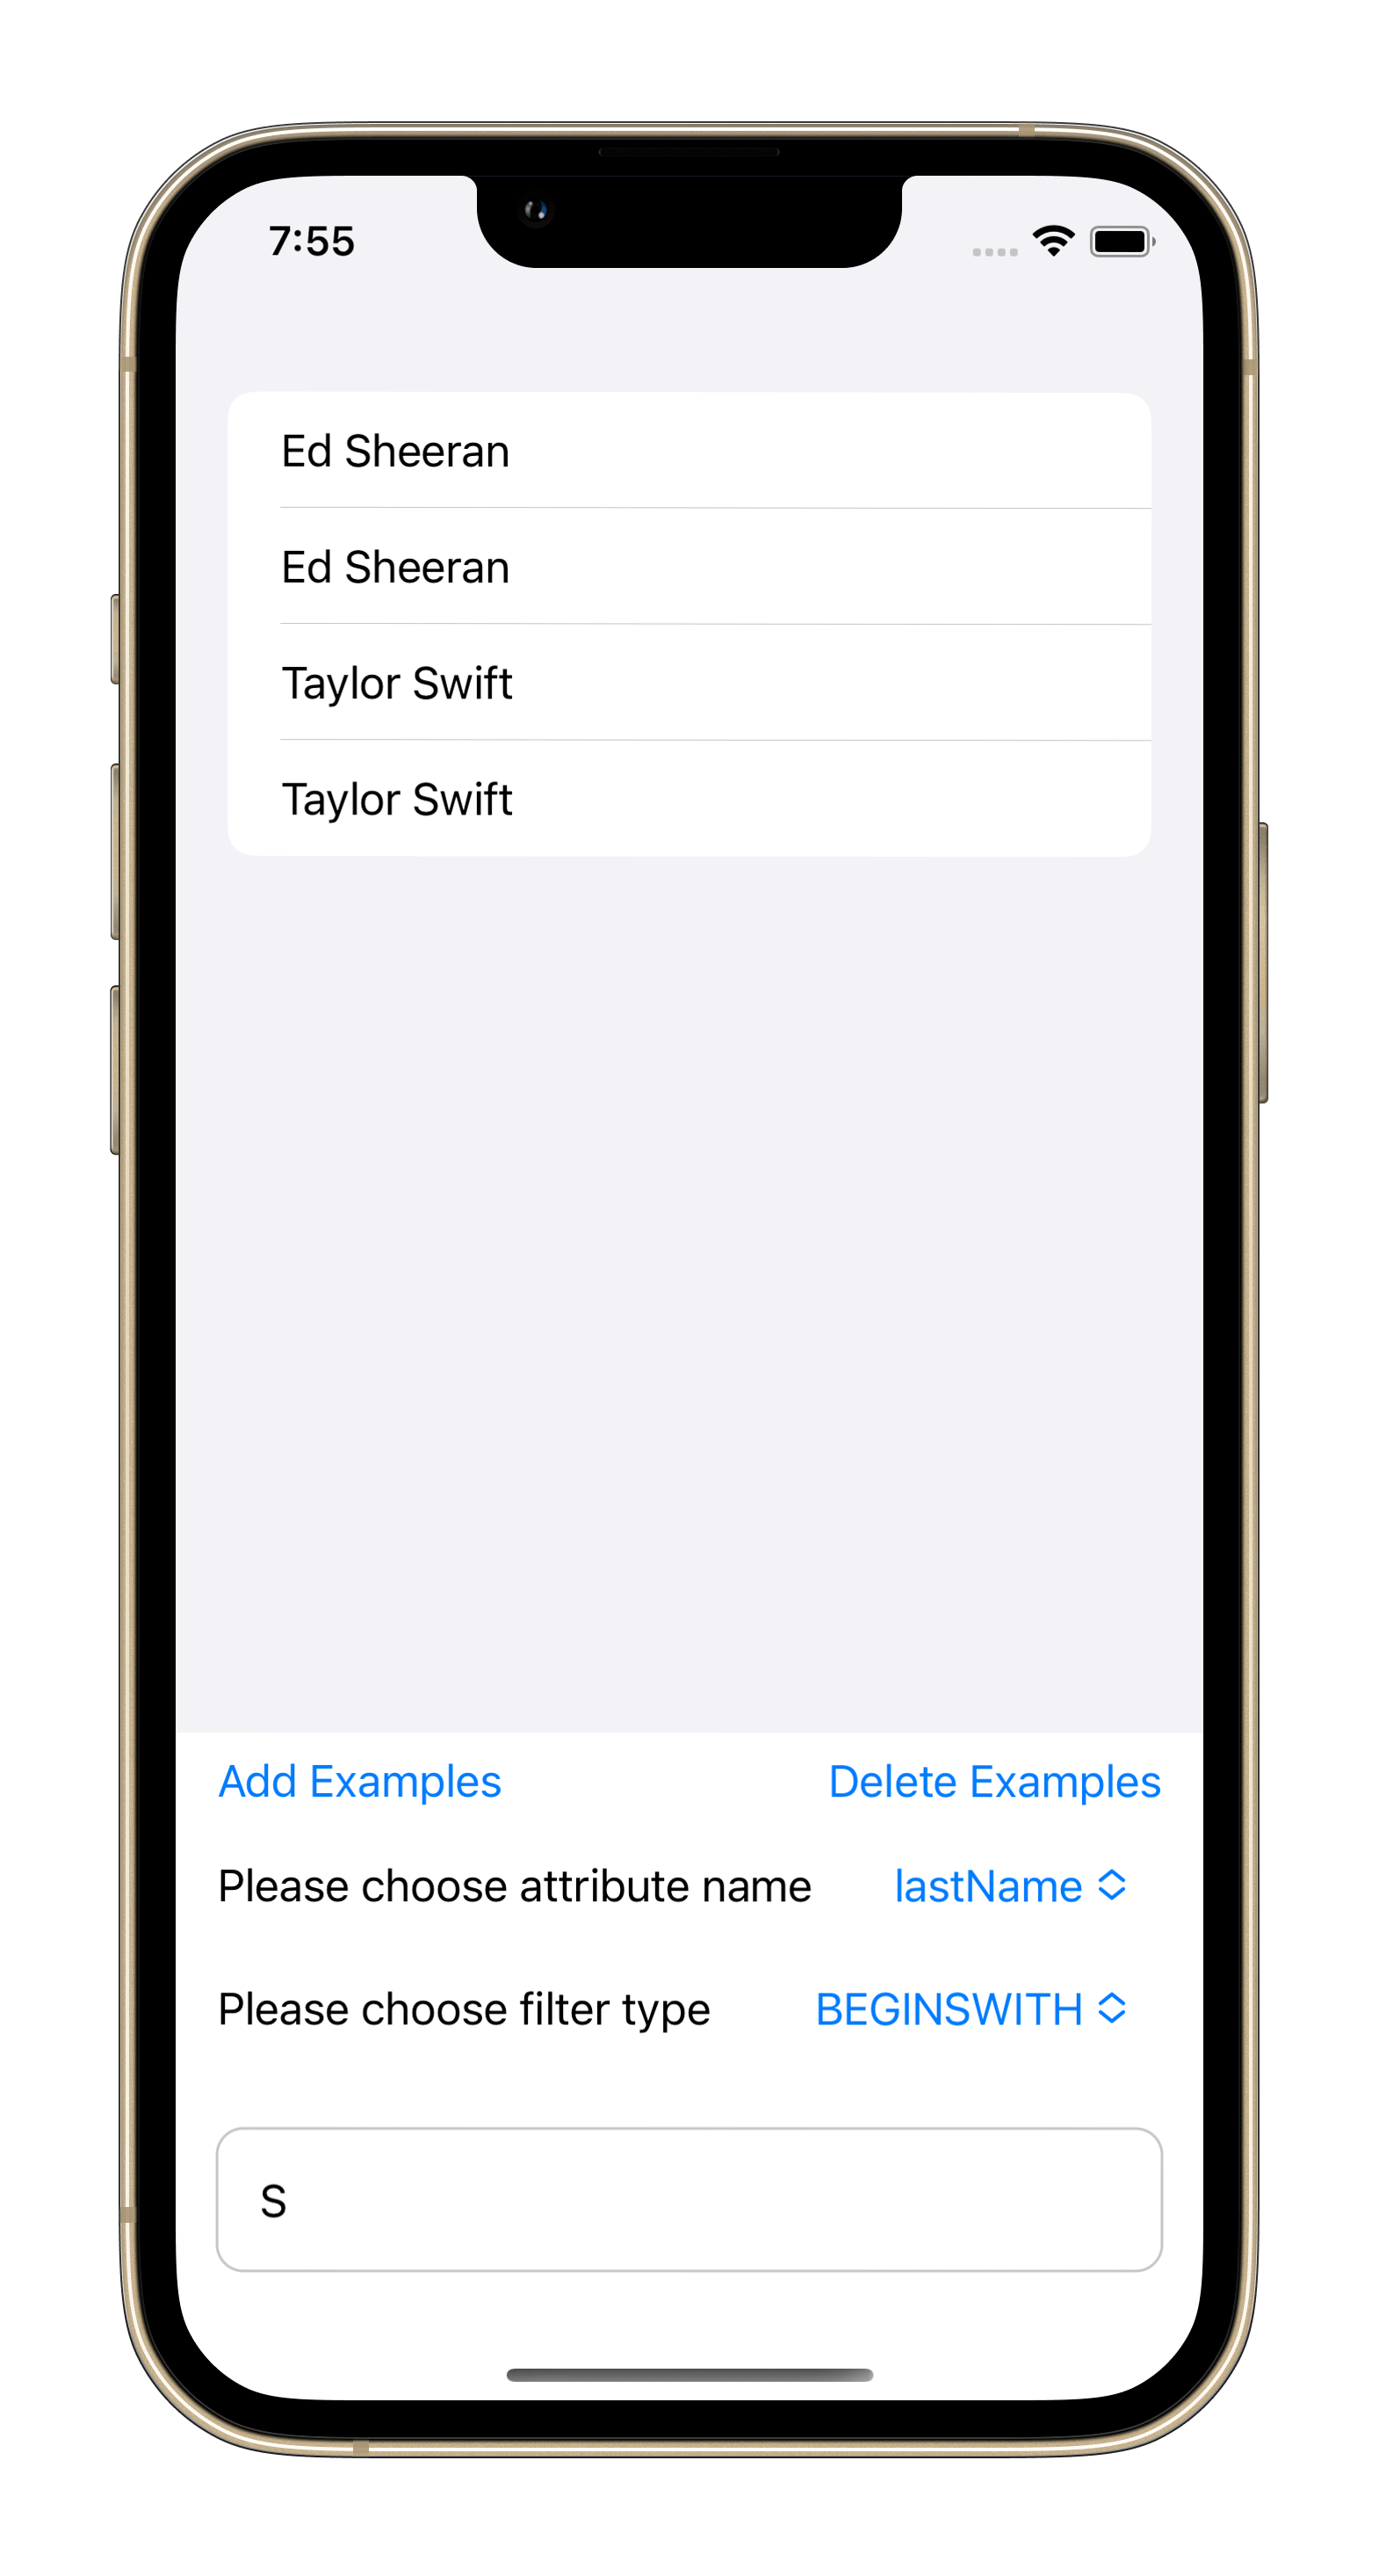 7:55
Ed Sheeran
Ed Sheeran
Taylor Swift
Taylor Swift
Add Examples Delete Examples
Please choose attribute name lastName
Please choose filter type BEGINSWITH
S